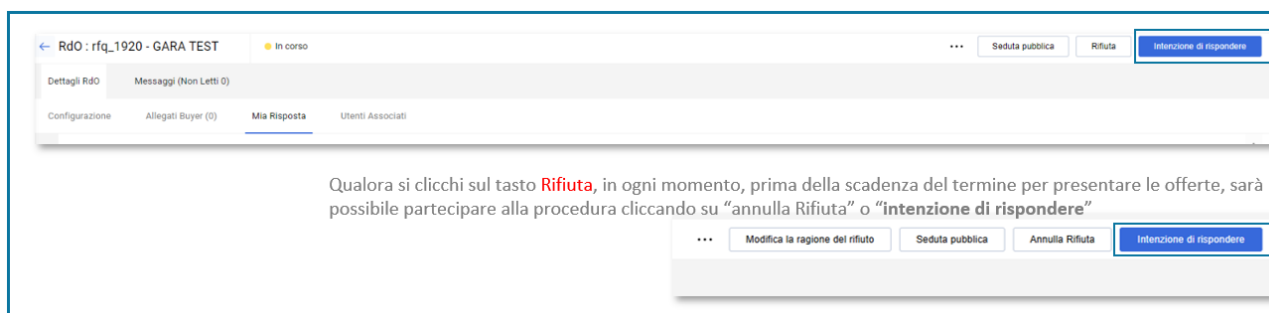 ← RdO : rfq_1920 - GARA TEST In corso ••• Seduta pubblica Rifiuta Intenzione di rispondere
Dettagli RdO Messaggi (Non Letti 0)
Configurazione Allegati Buyer (0) Mia Risposta Utenti Associati
Qualora si clicchi sul tasto Rifiuta, in ogni momento, prima della scadenza del termine per presentare le offerte, sarà
possibile partecipare alla procedura cliccando su “annulla Rifiuta” o “intenzione di rispondere”
••• Modifica la ragione del rifiuto Seduta pubblica Annulla Rifiuta Intenzione di rispondere